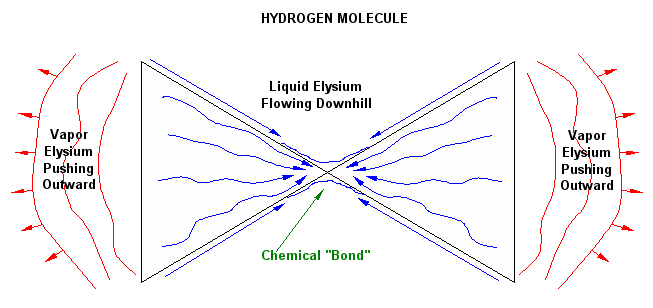 HYDROGEN MOLECULE
Liquid Elysium
Flowing Downhill
Vapor
Elysium
Pushing
Outward
Vapor
Elysium
Pushing
Outward
Chemical "Bond"